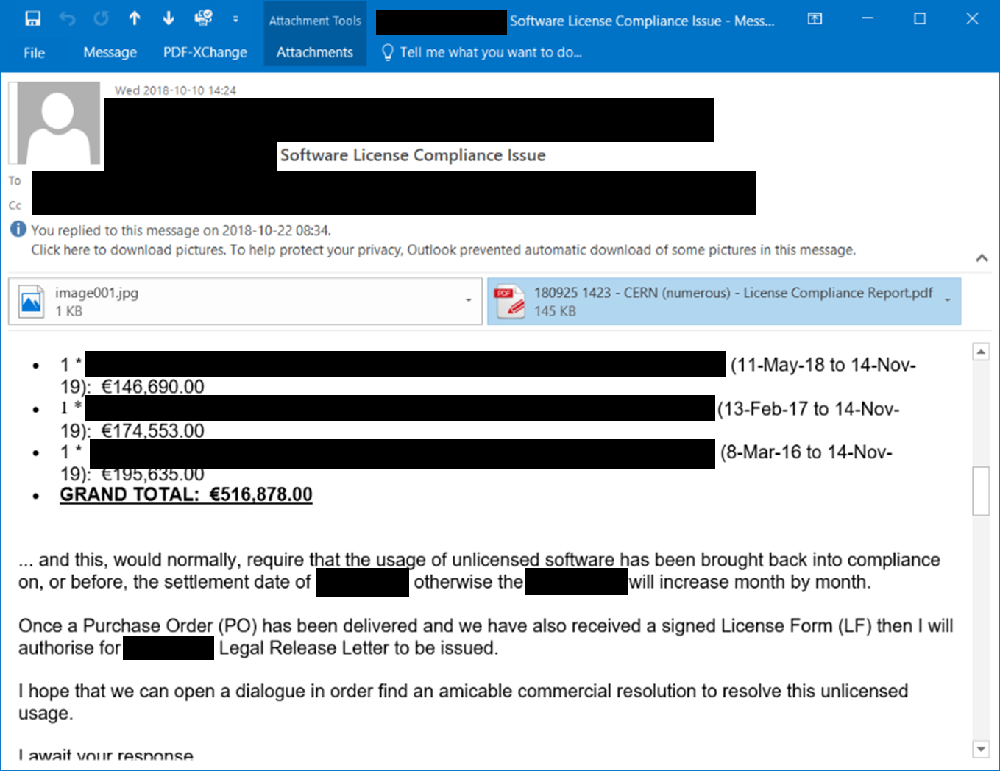 Attachment Tools
Software License Compliance Issue - Mess...
File
Message
PDF-XChange
Attachments
Tell me what you want to do...
Wed 2018-10-10 14:24
Software License Compliance Issue
To
Cc
You replied to this message on 2018-10-22 08:34.
Click here to download pictures. To help protect your privacy, Outlook prevented automatic download of some pictures in this message.
image001.jpg
1 KB
180925 1423 - CERN (numerous) - License Compliance Report.pdf
145 KB
• 1 * (11-May-18 to 14-Nov-
19): €146,690.00
• 1 * (13-Feb-17 to 14-Nov-
19): €174,553.00
• 1 * (8-Mar-16 to 14-Nov-
19): €195,635.00
• GRAND TOTAL: €516,878.00
... and this, would normally, require that the usage of unlicensed software has been brought back into compliance
on, or before, the settlement date of otherwise the will increase month by month.
Once a Purchase Order (PO) has been delivered and we have also received a signed License Form (LF) then I will
authorise for Legal Release Letter to be issued.
I hope that we can open a dialogue in order find an amicable commercial resolution to resolve this unlicensed
usage.
I await your response